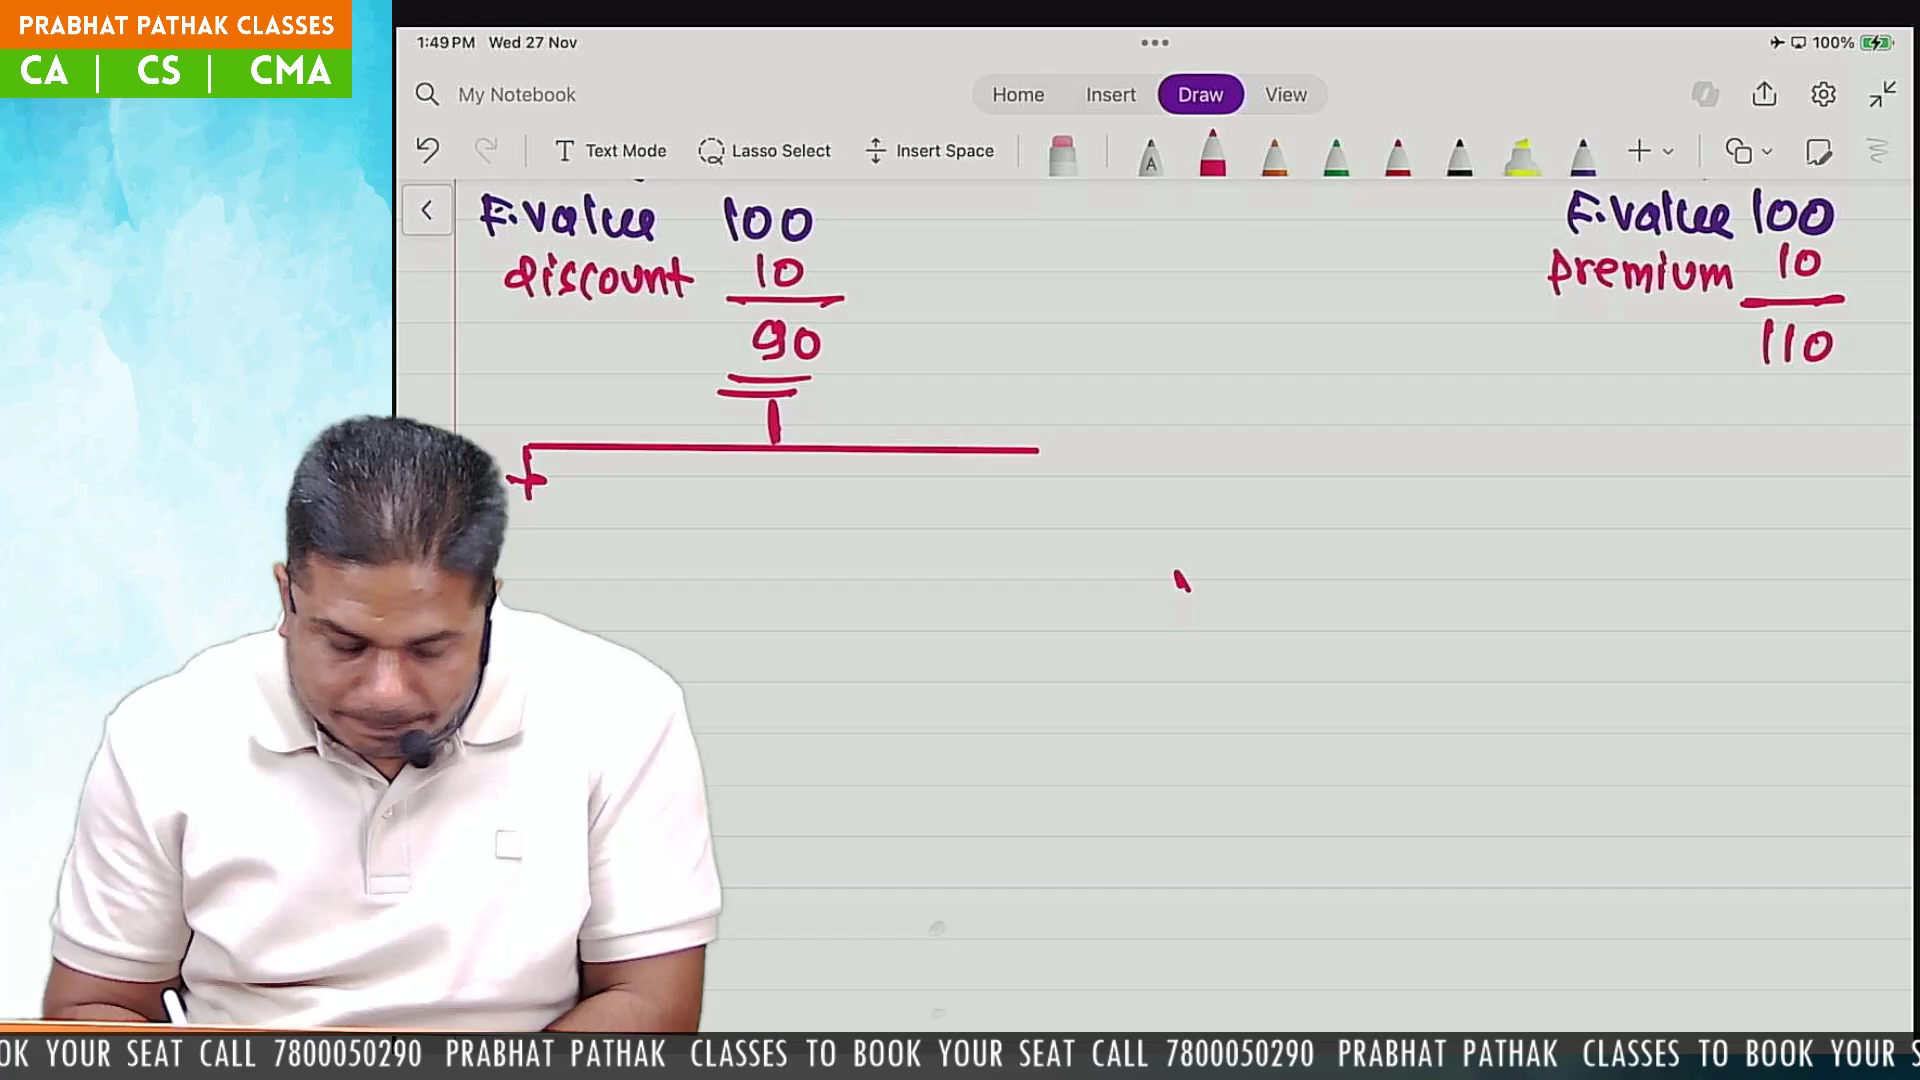 PRABHAT PATHAK CLASSES
CA | CS | CMA
1:49 PM Wed 27 Nov
100%
My Notebook
Home Insert Draw View
Text Mode Lasso Select Insert Space
A
F.value 100
discount 10
90
F.value 100
premium 10
110
OK YOUR SEAT CALL 7800050290 PRABHAT PATHAK CLASSES TO BOOK YOUR SEAT CALL 7800050290 PRABHAT PATHAK CLASSES TO BOOK YOUR S